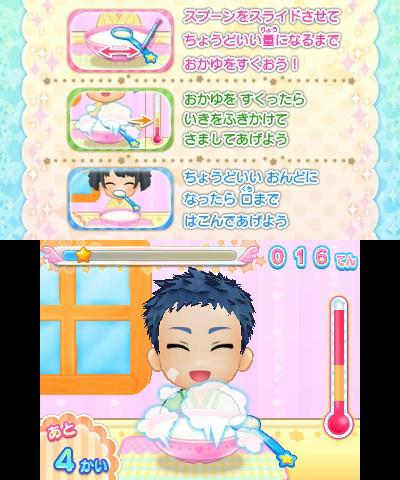 スプーンをスライドさせて
ちょうどいい量になるまで
おかゆをすくおう！
おかゆを すくったら
いきをふきかけて
さましてあげよう
ちょうどいい おんどに
なったら 口まで
はこんであげよう
016てん
あと
4かい